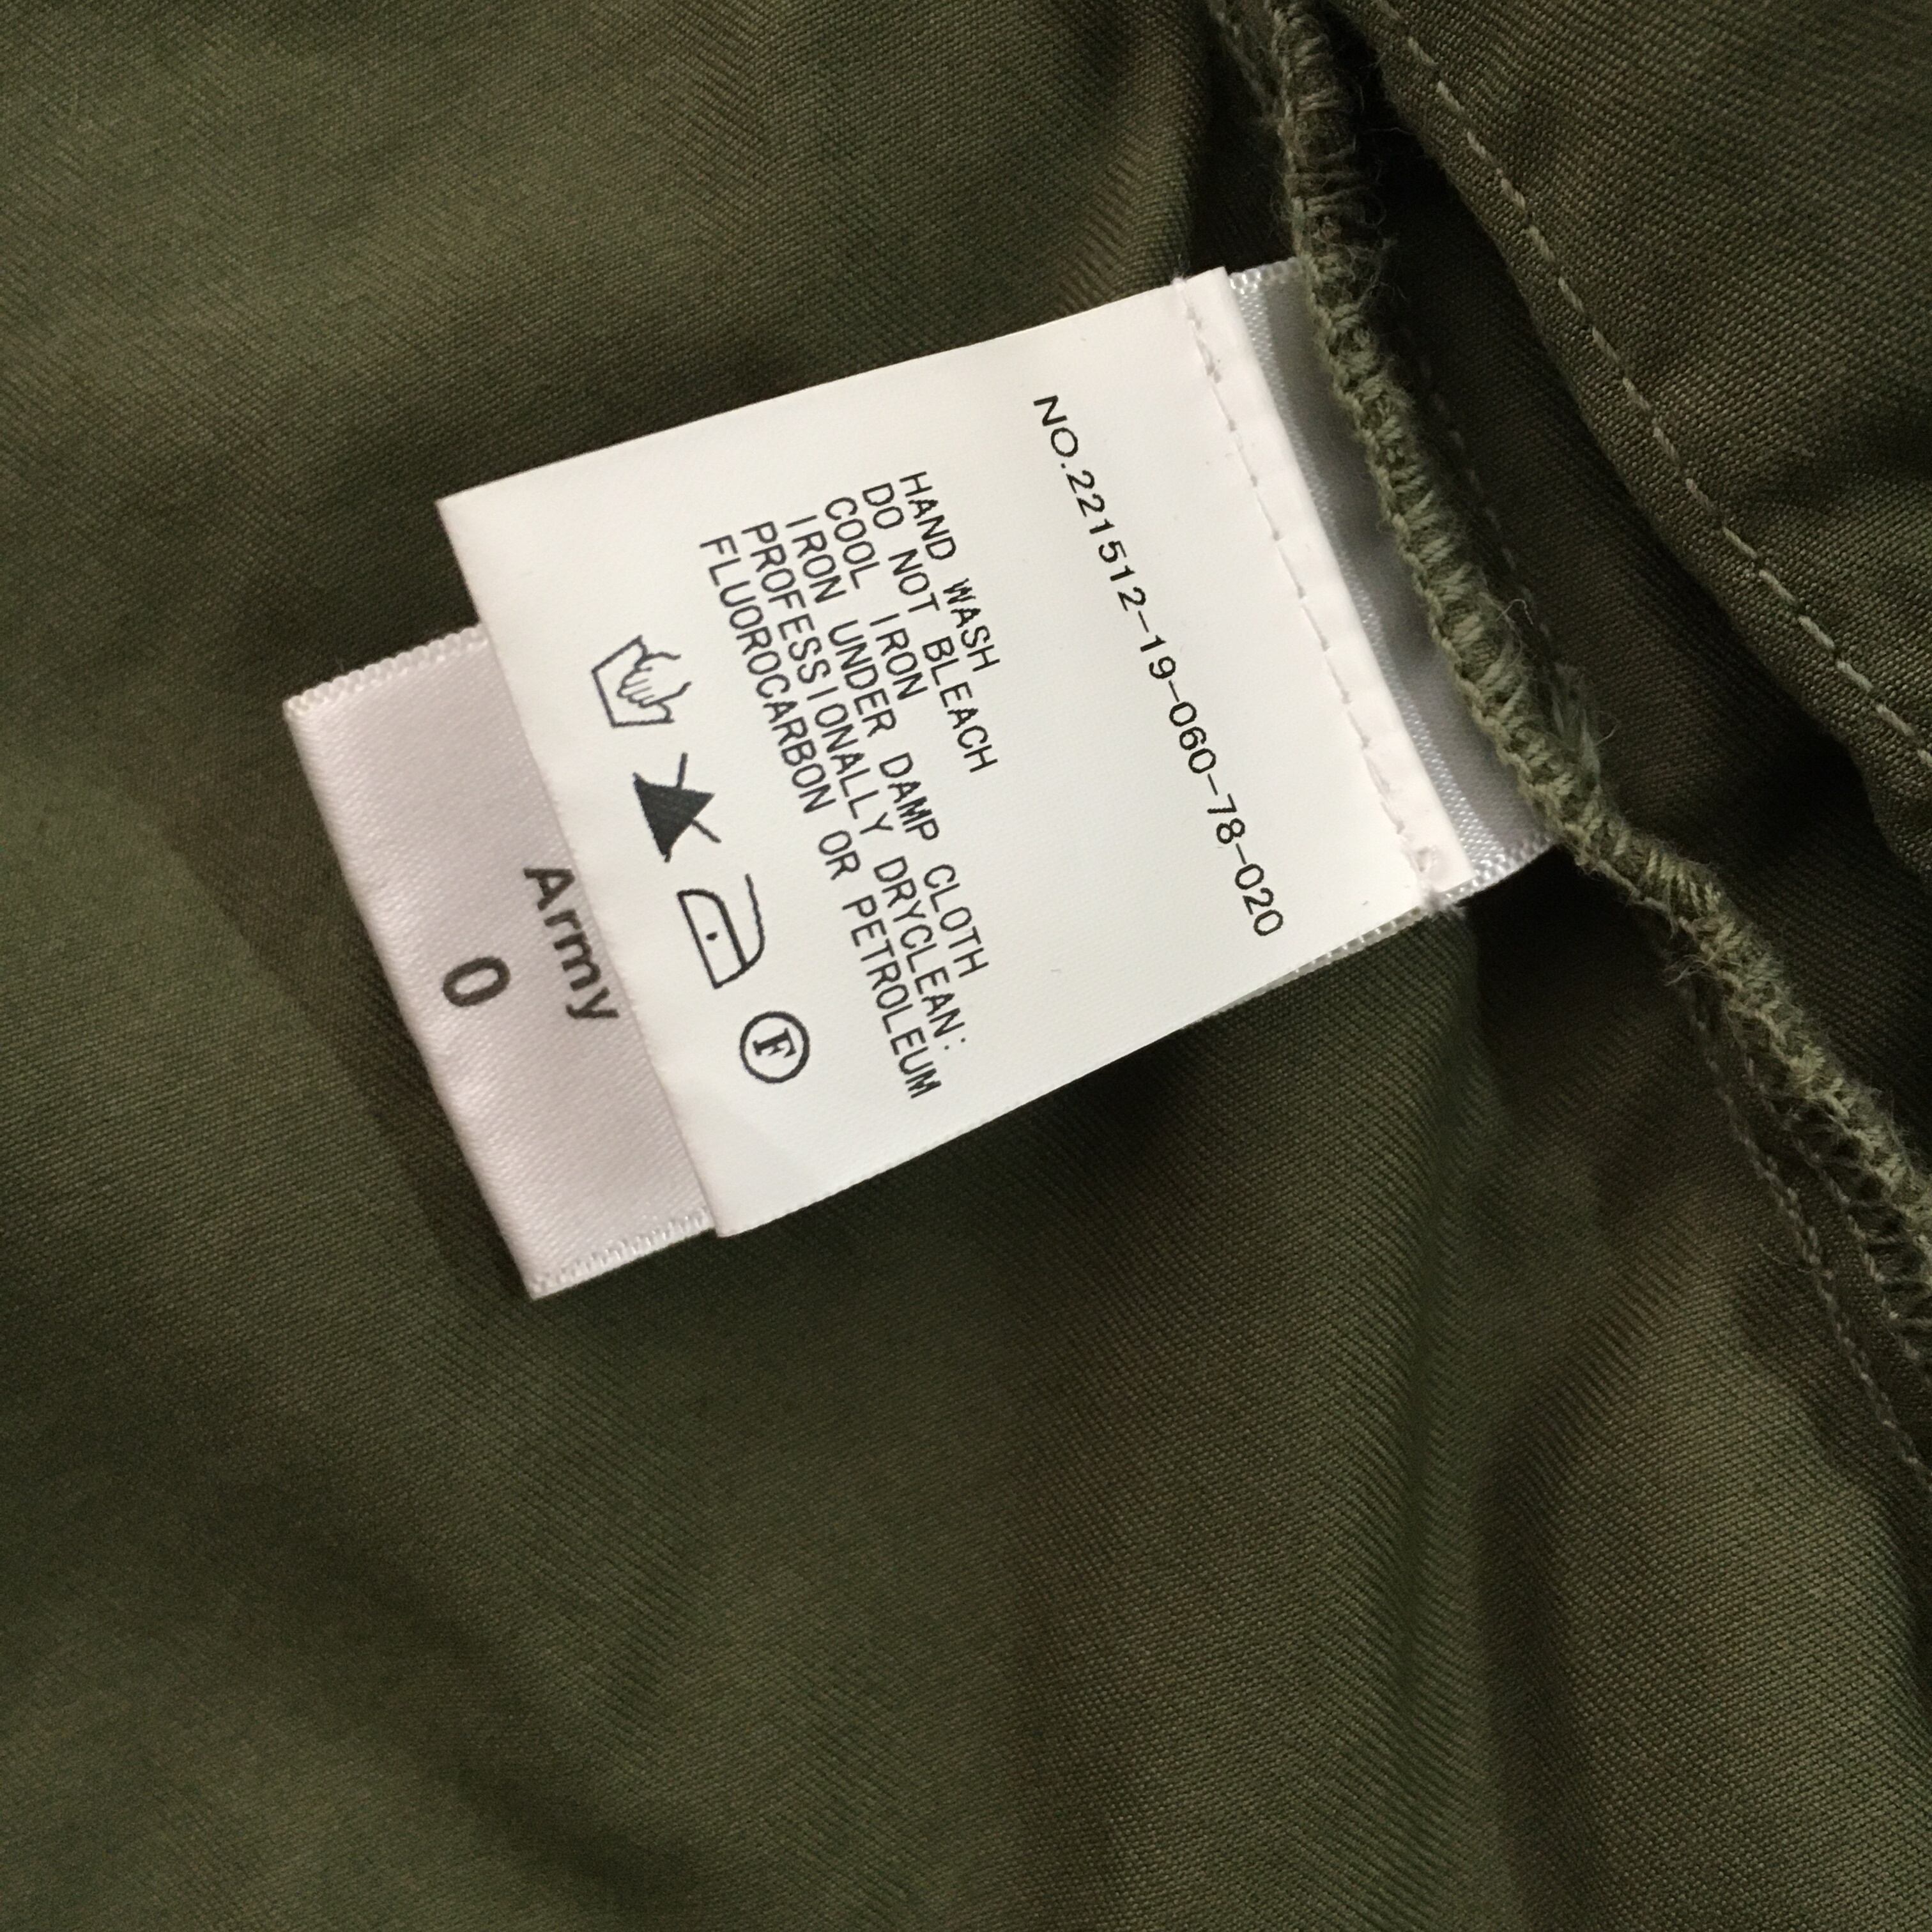 NO.221512-19-060-78-020
HAND WASH
DO NOT BLEACH
COOL IRON
IRON UNDER DAMP CLOTH
PROFESSIONALLY DRYCLEAN:
FLUOROCARBON OR PETROLEUM
F
Army
0